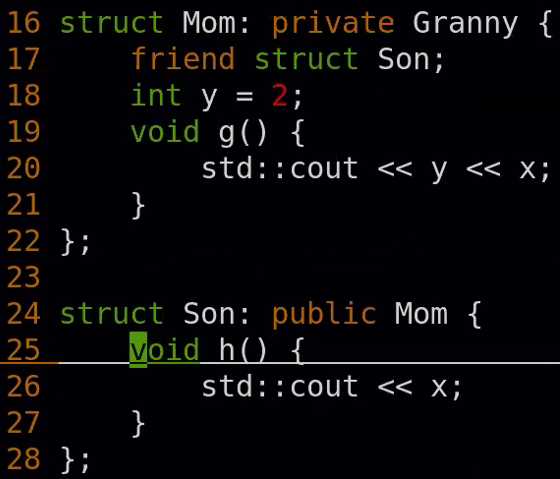 16 struct Mom: private Granny {
17     friend struct Son;
18     int y = 2;
19     void g() {
20         std::cout << y << x;
21     }
22 };
23
24 struct Son: public Mom {
25     void h() {
26         std::cout << x;
27     }
28 };